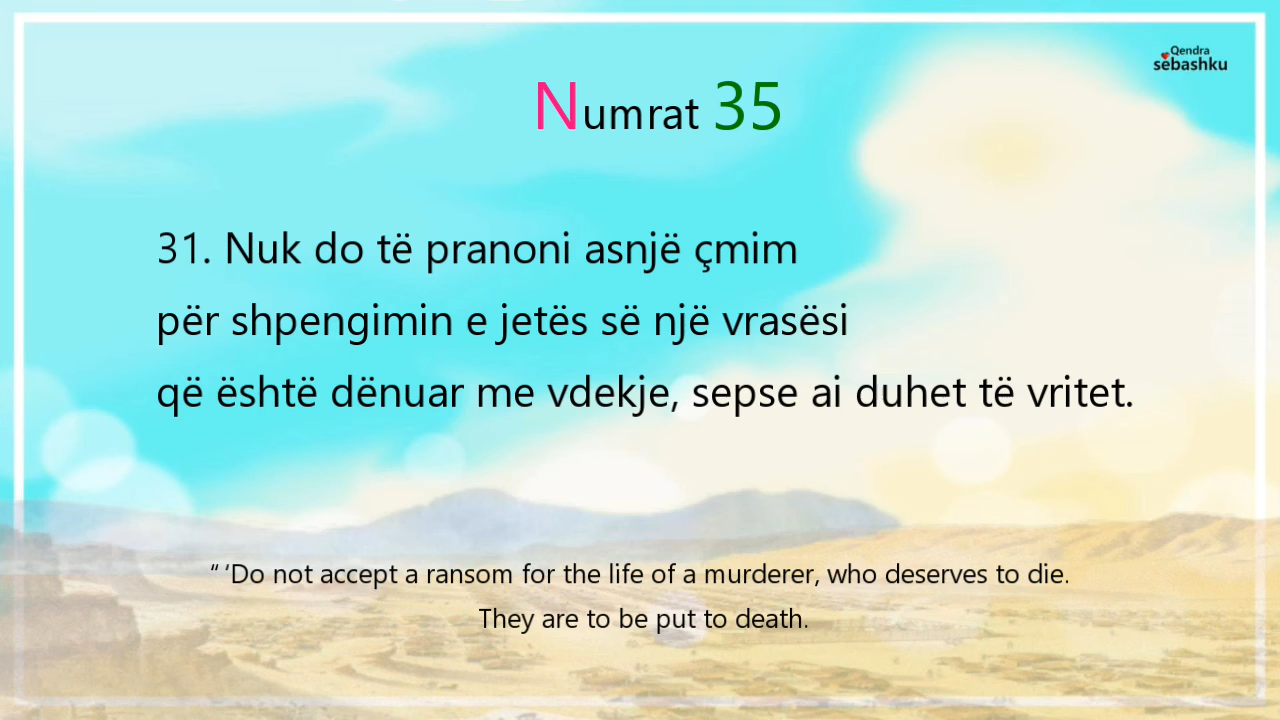 Qendra
sëbashku
Numrat 35
31. Nuk do të pranoni asnjë çmim
për shpengimin e jetës së një vrasësi
që është dënuar me vdekje, sepse ai duhet të vritet.
“ ‘Do not accept a ransom for the life of a murderer, who deserves to die.
They are to be put to death.